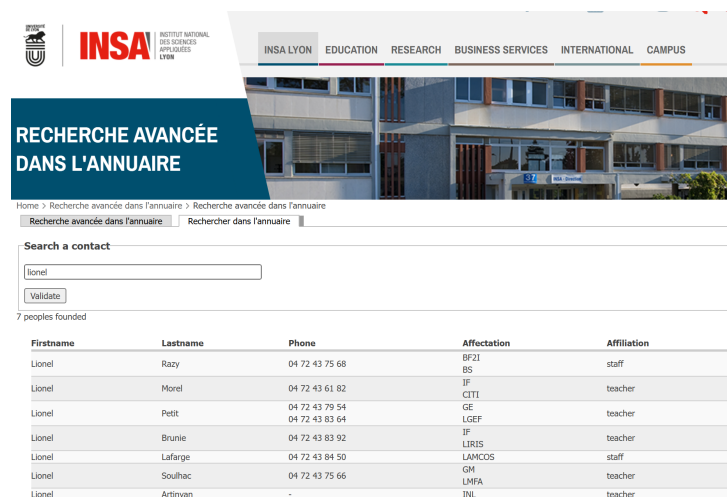 UNIVERSITÉ
DE LYON
INSA
INSTITUT NATIONAL
DES SCIENCES
APPLIQUÉES
LYON
INSA LYON EDUCATION RESEARCH BUSINESS SERVICES INTERNATIONAL CAMPUS
RECHERCHE AVANCÉE
DANS L'ANNUAIRE
37 INSA - Direction
Home > Recherche avancée dans l'annuaire > Recherche avancée dans l'annuaire
Recherche avancée dans l'annuaire Rechercher dans l'annuaire
Search a contact
lionel
Validate
7 peoples founded
Firstname Lastname Phone Affectation Affiliation
Lionel Razy 04 72 43 75 68 BF2I BS staff
Lionel Morel 04 72 43 61 82 IF CITI teacher
Lionel Petit 04 72 43 79 54 04 72 43 83 64 GE LGEF teacher
Lionel Brunie 04 72 43 83 92 IF LIRIS teacher
Lionel Lafarge 04 72 43 84 50 LAMCOS staff
Lionel Soulhac 04 72 43 75 66 GM LMFA teacher
Lionel Artinyan - INL teacher